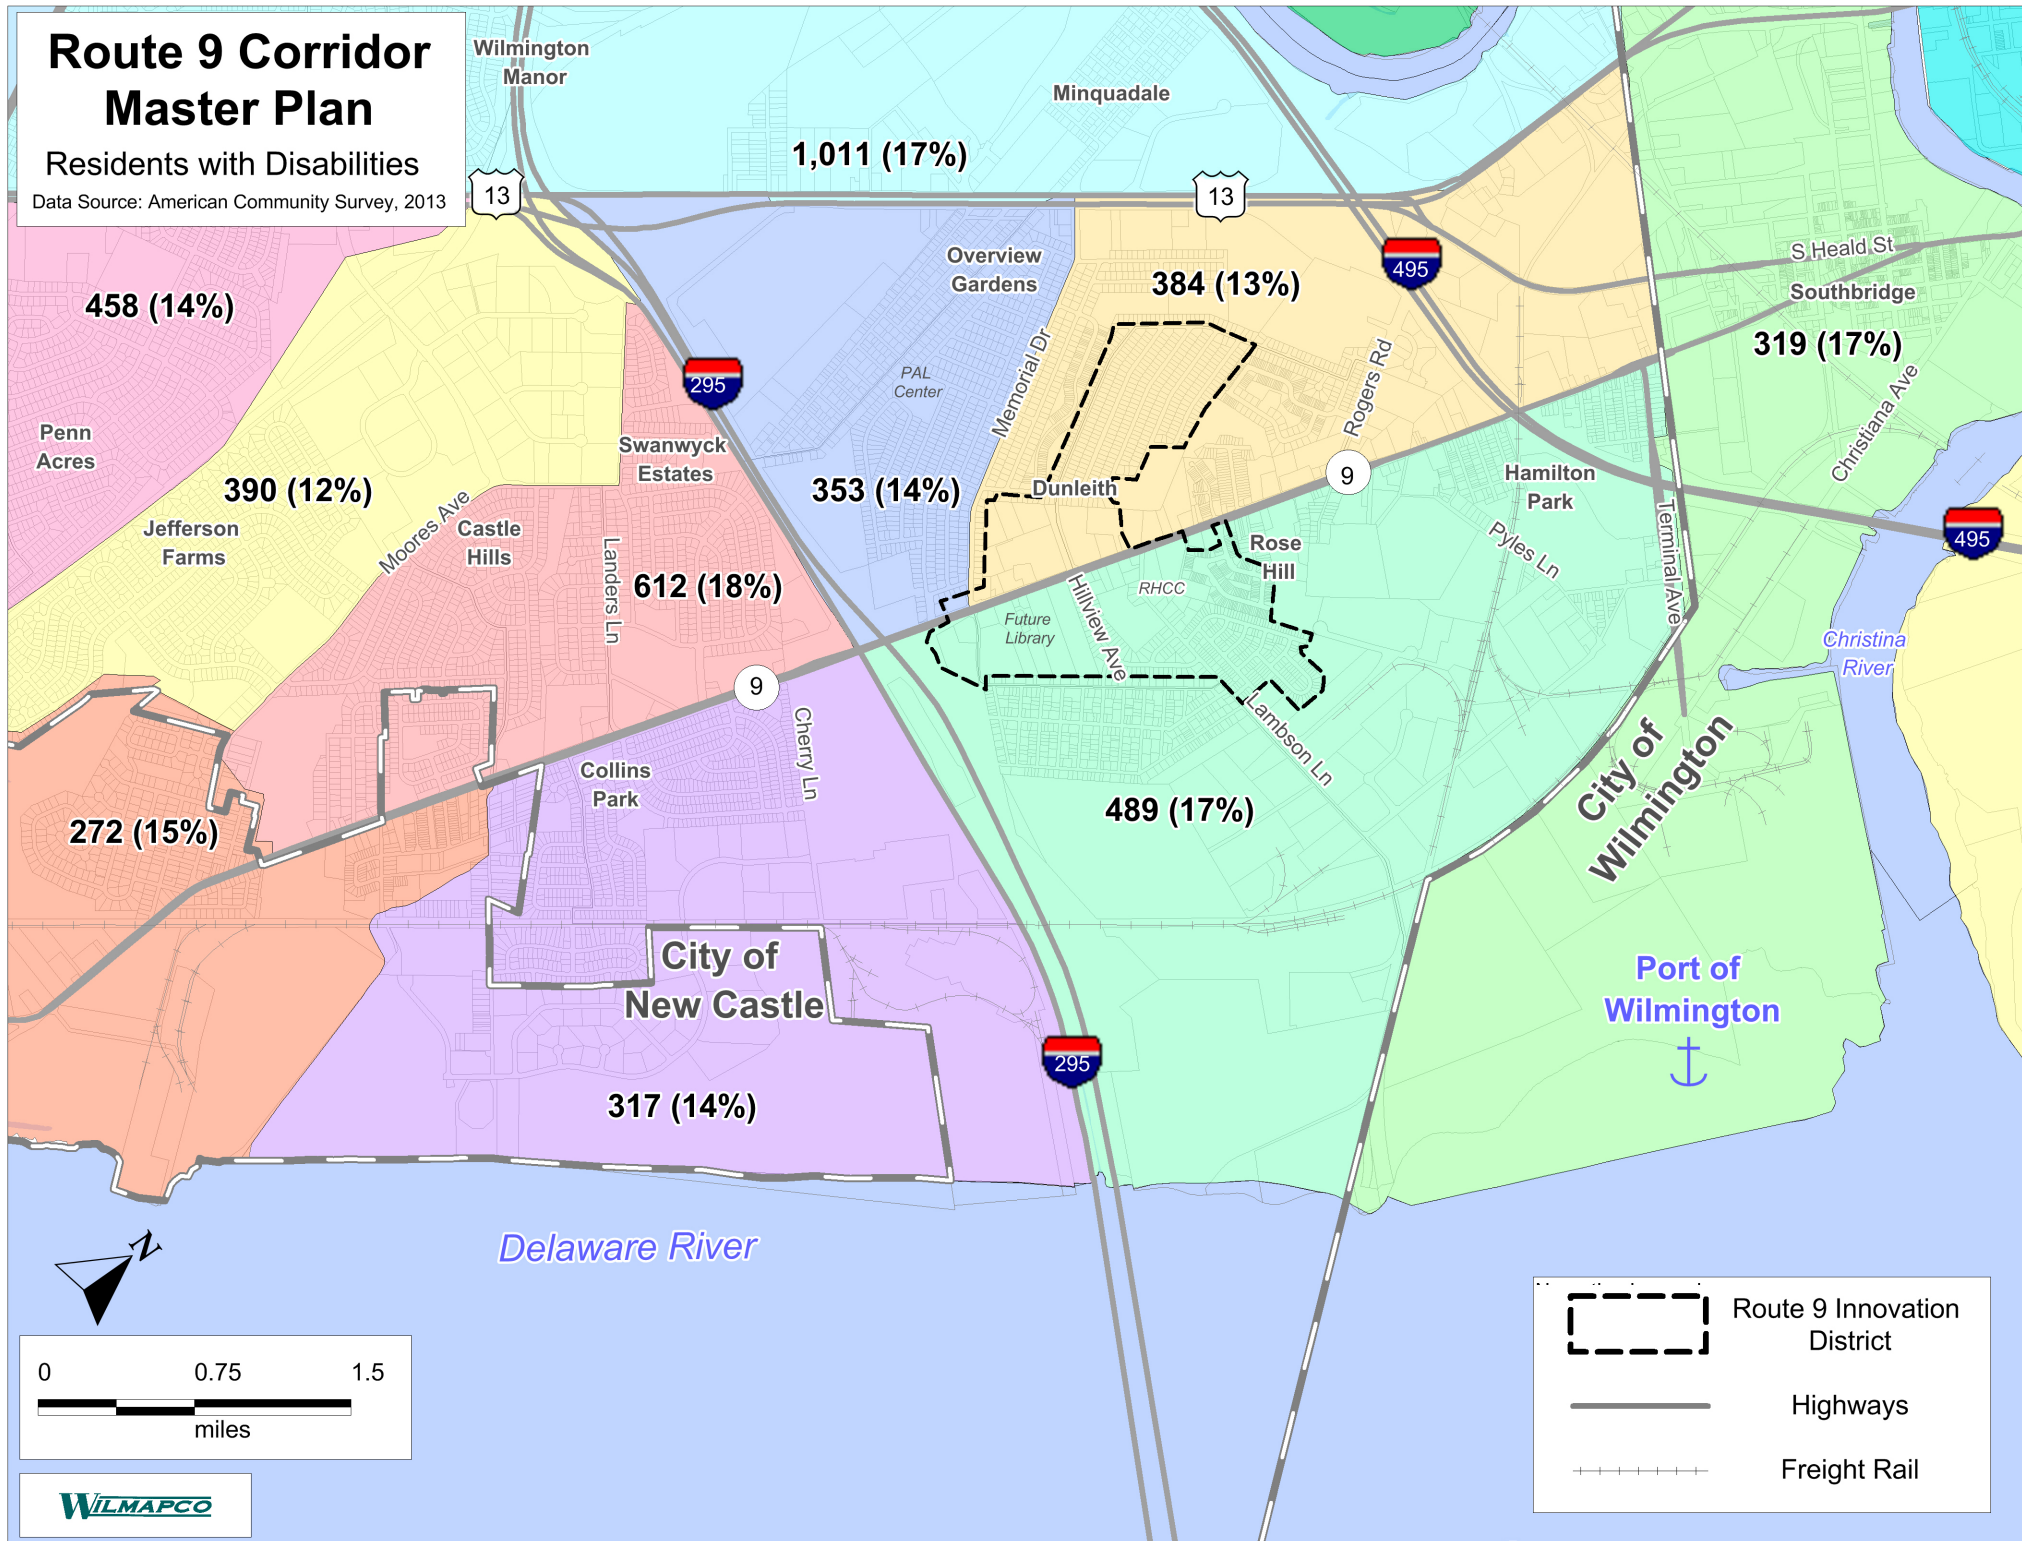 Route 9 Corridor
Master Plan
Residents with Disabilities
Data Source: American Community Survey, 2013
Wilmington
Manor
Minquadale
1,011 (17%)
13
13
Overview
Gardens
495
S Heald St
Southbridge
384 (13%)
458 (14%)
319 (17%)
295
PAL
Center
Memorial Dr
Rogers Rd
Christiana Ave
Penn
Acres
Swanwyck
Estates
390 (12%)
353 (14%)
Dunleith
9
Hamilton
Park
Jefferson
Farms
Moores Ave
Castle
Hills
Landers Ln
612 (18%)
Rose
Hill
Pyles Ln
Terminal Ave
495
RHCC
Hillview Ave
Future
Library
Christina
River
9
Cherry Ln
Lambson Ln
Collins
Park
272 (15%)
489 (17%)
City of
Wilmington
City of
New Castle
Port of
Wilmington
295
317 (14%)
Delaware River
N
0 0.75 1.5
miles
WILMAPCO
Route 9 Innovation
District
Highways
Freight Rail